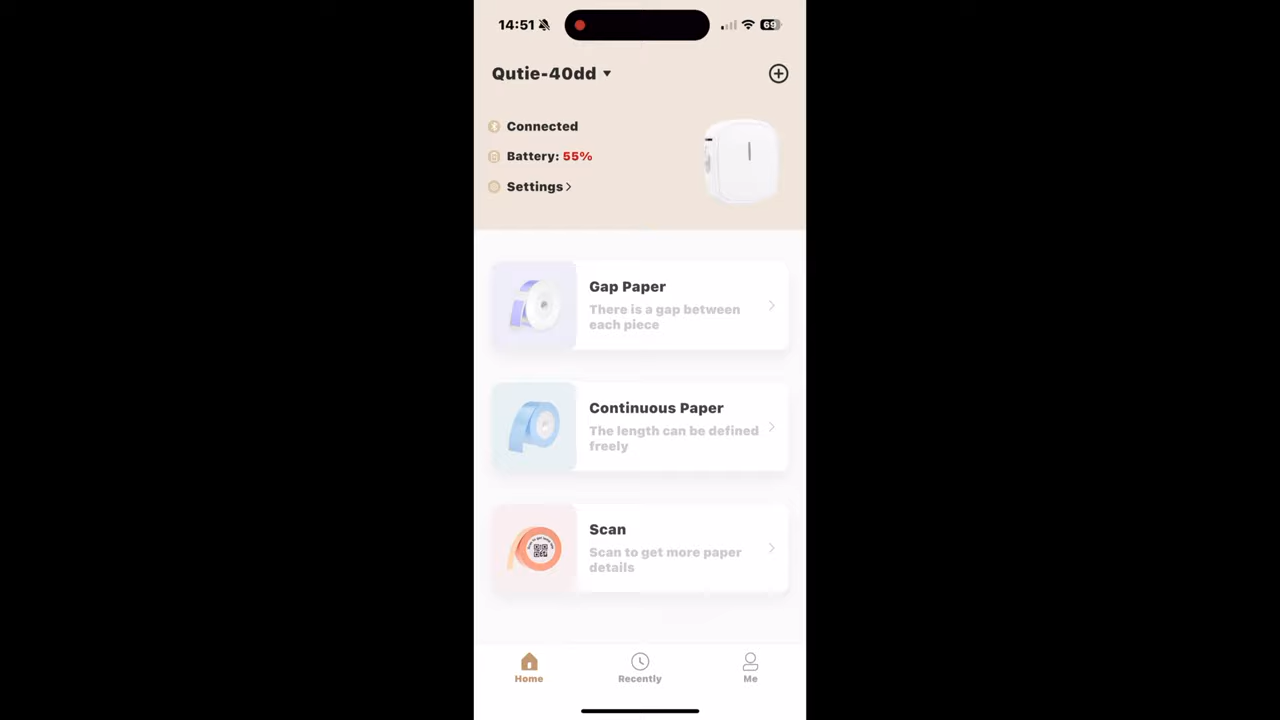 14:51
69
Qutie-40dd
Connected
Battery: 55%
Settings
Gap Paper
There is a gap between
each piece
Continuous Paper
The length can be defined
freely
Scan
Scan to get more paper
details
Home
Recently
Me